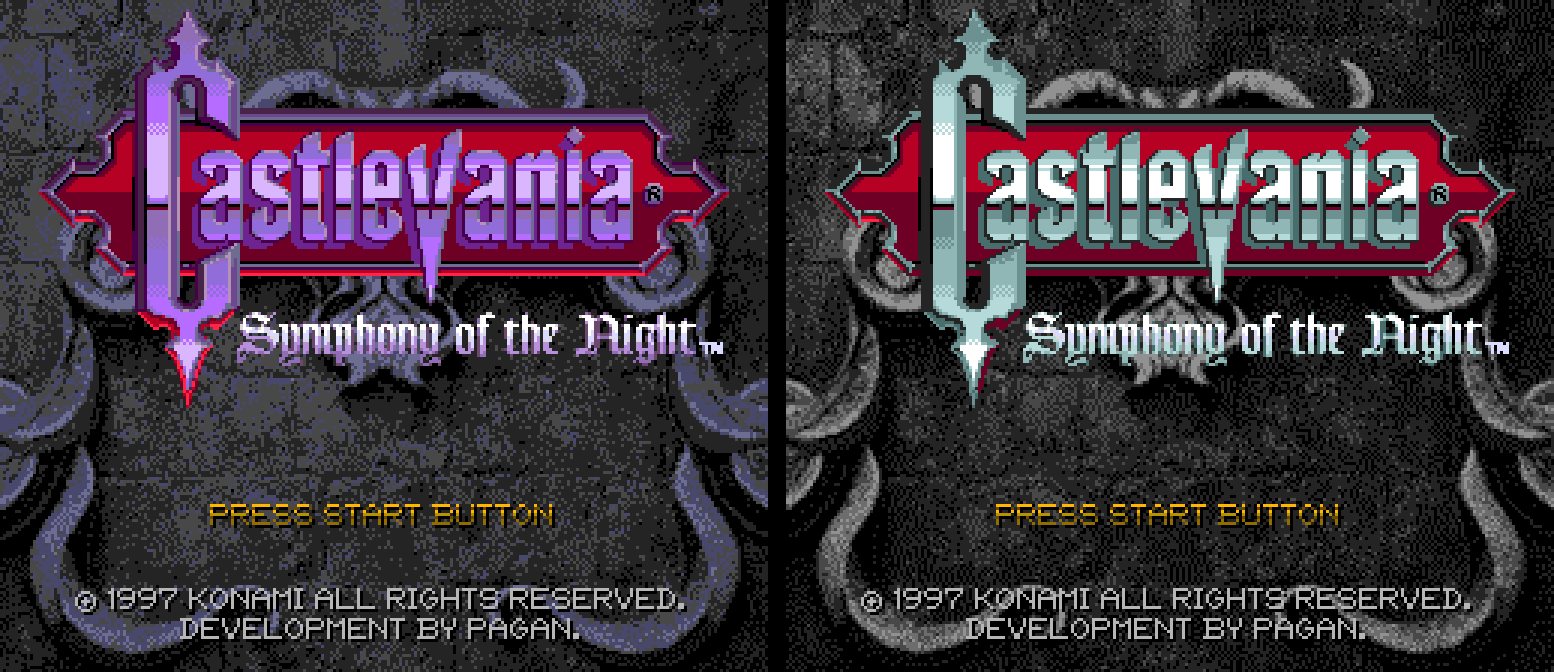 Castlevania®
Symphony of the Night™
PRESS START BUTTON
© 1997 KONAMI ALL RIGHTS RESERVED.
DEVELOPMENT BY PAGAN.
Castlevania®
Symphony of the Night™
PRESS START BUTTON
© 1997 KONAMI ALL RIGHTS RESERVED.
DEVELOPMENT BY PAGAN.